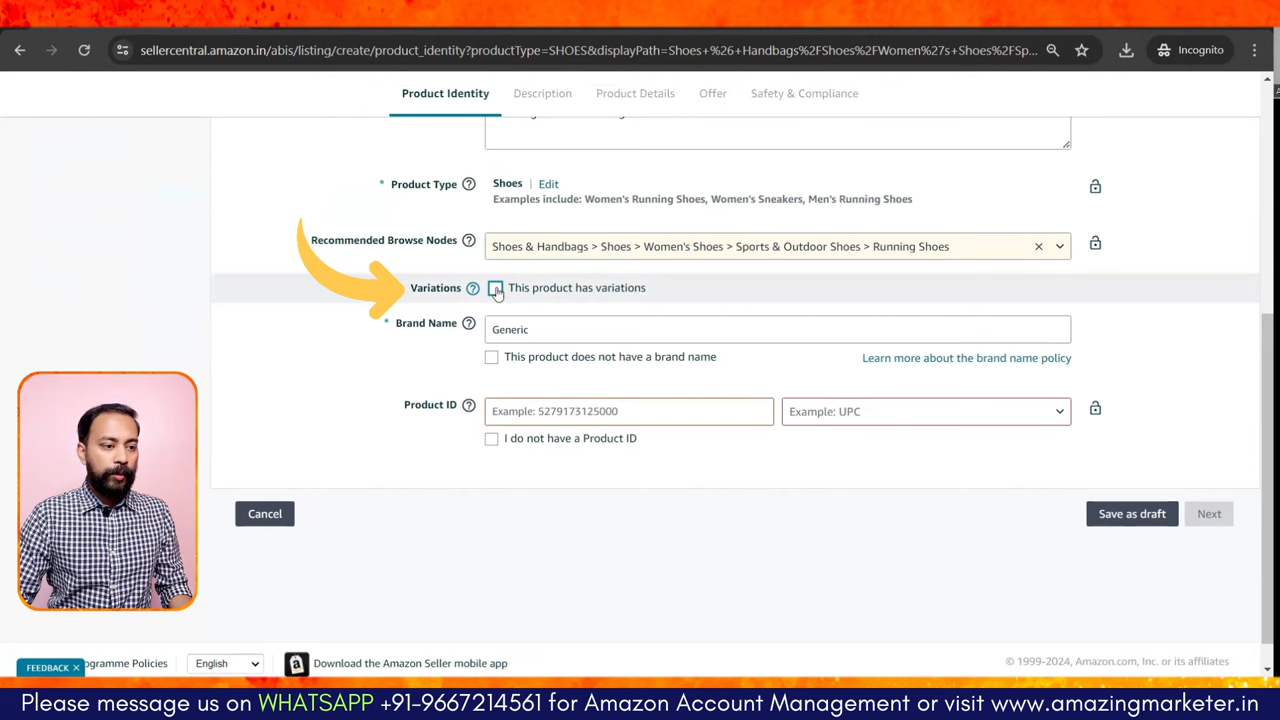 sellercentral.amazon.in/abis/listing/create/product_identity?productType=SHOES&displayPath=Shoes+%26+Handbags%2FShoes%2FWomen%27s+Shoes%2FSp...
Incognito
Product Identity
Description
Product Details
Offer
Safety & Compliance
* Product Type
Shoes | Edit
Examples include: Women's Running Shoes, Women's Sneakers, Men's Running Shoes
Recommended Browse Nodes
Shoes & Handbags > Shoes > Women's Shoes > Sports & Outdoor Shoes > Running Shoes
Variations
This product has variations
* Brand Name
Generic
This product does not have a brand name
Learn more about the brand name policy
Product ID
Example: 5279173125000
Example: UPC
I do not have a Product ID
Cancel
Save as draft
Next
FEEDBACK ×
Policies
English
Download the Amazon Seller mobile app
© 1999-2024, Amazon.com, Inc. or its affiliates
Please message us on WHATSAPP +91-9667214561 for Amazon Account Management or visit www.amazingmarketer.in